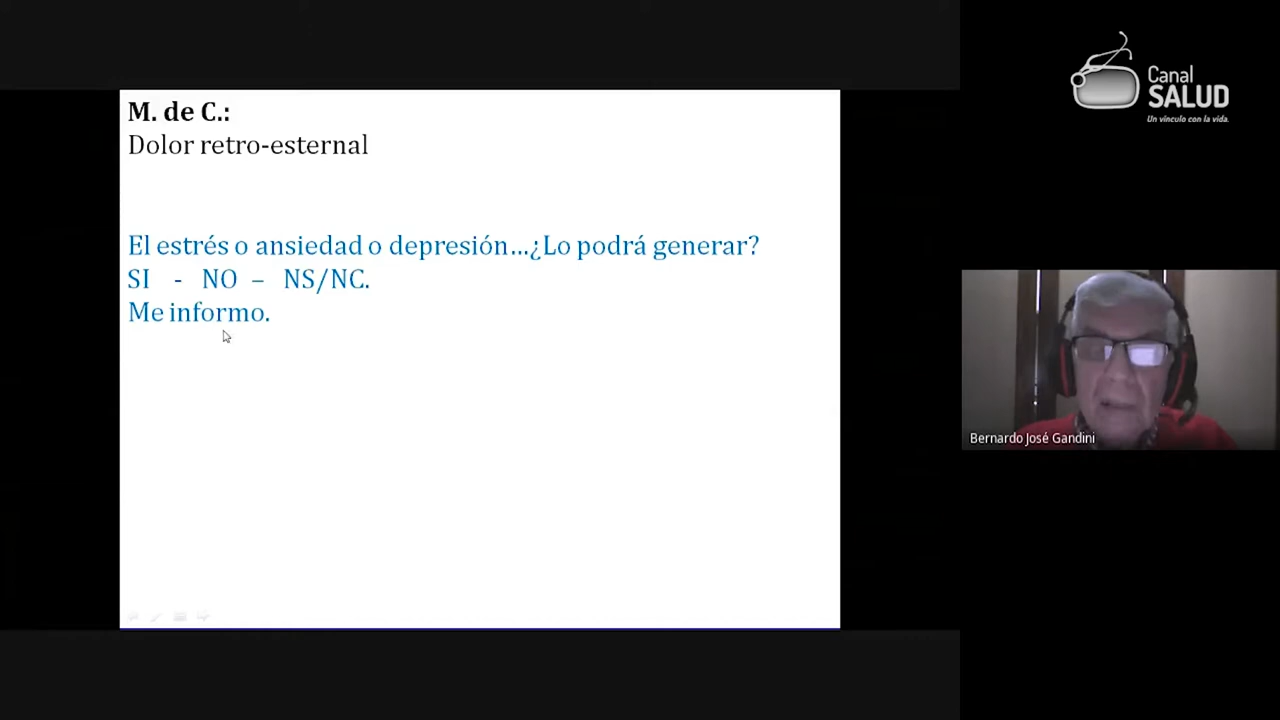 M. de C.:
Dolor retro-esternal
El estrés o ansiedad o depresión...¿Lo podrá generar?
SI - NO – NS/NC.
Me informo.
Canal
SALUD
Un vínculo con la vida.
Bernardo José Gandini